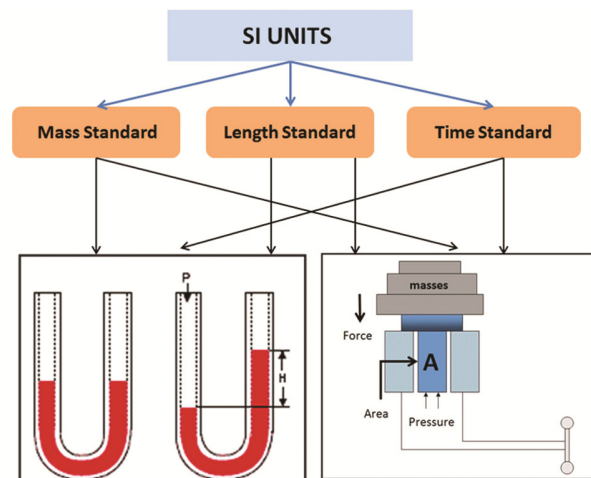 SI UNITS
Mass Standard
Length Standard
Time Standard
P
H
masses
Force
A
Area
Pressure